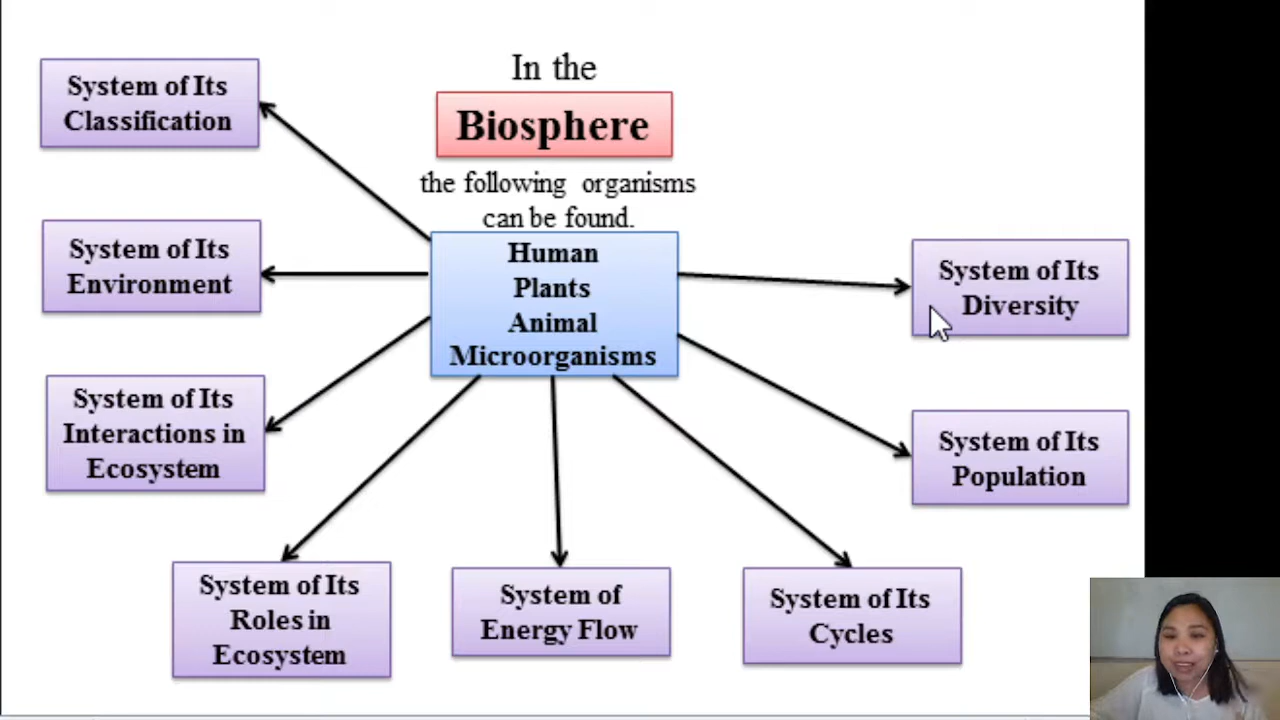 In the
Biosphere
the following organisms
can be found.
Human
Plants
Animal
Microorganisms
System of Its
Classification
System of Its
Environment
System of Its
Interactions in
Ecosystem
System of Its
Roles in
Ecosystem
System of
Energy Flow
System of Its
Cycles
System of Its
Population
System of Its
Diversity